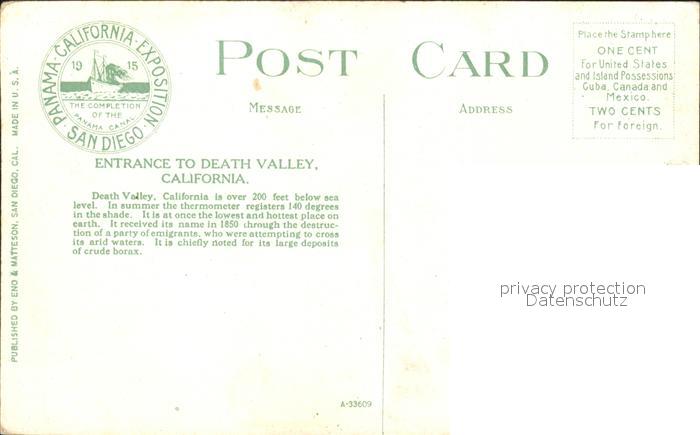 PANAMA-CALIFORNIA-EXPOSITION
1915
THE COMPLETION
OF THE
PANAMA CANAL
SAN DIEGO
POST CARD
MESSAGE
ADDRESS
Place the Stamp here
ONE CENT
For United States
and Island Possessions
Cuba, Canada and
Mexico.
TWO CENTS
For Foreign.
ENTRANCE TO DEATH VALLEY,
CALIFORNIA.
Death Valley, California is over 200 feet below sea
level. In summer the thermometer registers 140 degrees
in the shade. It is at once the lowest and hottest place on
earth. It received its name in 1850 through the destruc-
tion of a party of emigrants, who were attempting to cross
its arid waters. It is chiefly noted for its large deposits
of crude borax.
PUBLISHED BY ENO & MATTESON, SAN DIEGO, CAL. MADE IN U. S. A.
privacy protection
Datenschutz
A-33609